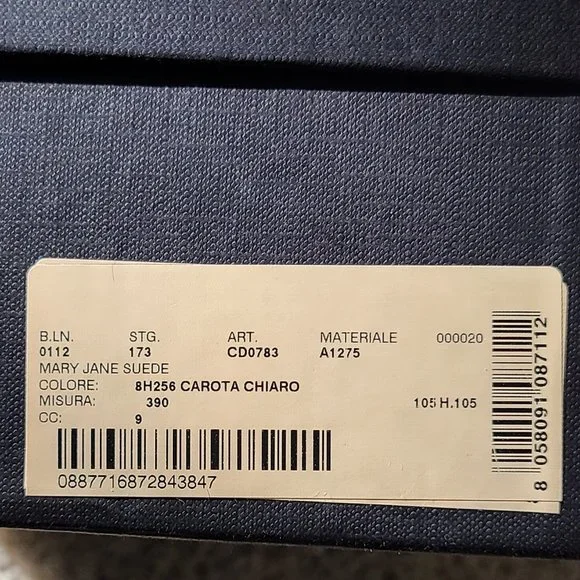 B.LN. STG. ART. MATERIALE 000020
0112 173 CD0783 A1275
MARY JANE SUEDE
COLORE: 8H256 CAROTA CHIARO
MISURA: 390 105 H.105
CC: 9
0887716872843847
8 058091 087112